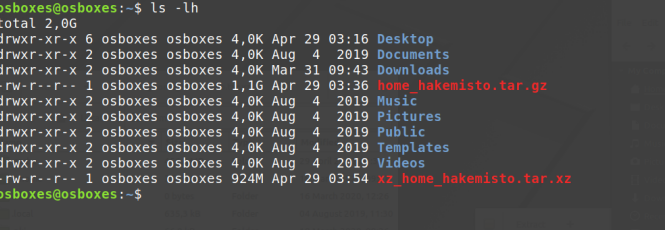 osboxes@osboxes:~$ ls -lh
total 2,0G
drwxr-xr-x 6 osboxes osboxes 4,0K Apr 29 03:16 Desktop
drwxr-xr-x 2 osboxes osboxes 4,0K Aug  4  2019 Documents
drwxr-xr-x 2 osboxes osboxes 4,0K Mar 31 09:43 Downloads
-rw-r--r-- 1 osboxes osboxes 1,1G Apr 29 03:36 home_hakemisto.tar.gz
drwxr-xr-x 2 osboxes osboxes 4,0K Aug  4  2019 Music
drwxr-xr-x 2 osboxes osboxes 4,0K Aug  4  2019 Pictures
drwxr-xr-x 2 osboxes osboxes 4,0K Aug  4  2019 Public
drwxr-xr-x 2 osboxes osboxes 4,0K Aug  4  2019 Templates
drwxr-xr-x 2 osboxes osboxes 4,0K Aug  4  2019 Videos
-rw-r--r-- 1 osboxes osboxes 924M Apr 29 03:54 xz_home_hakemisto.tar.xz
osboxes@osboxes:~$